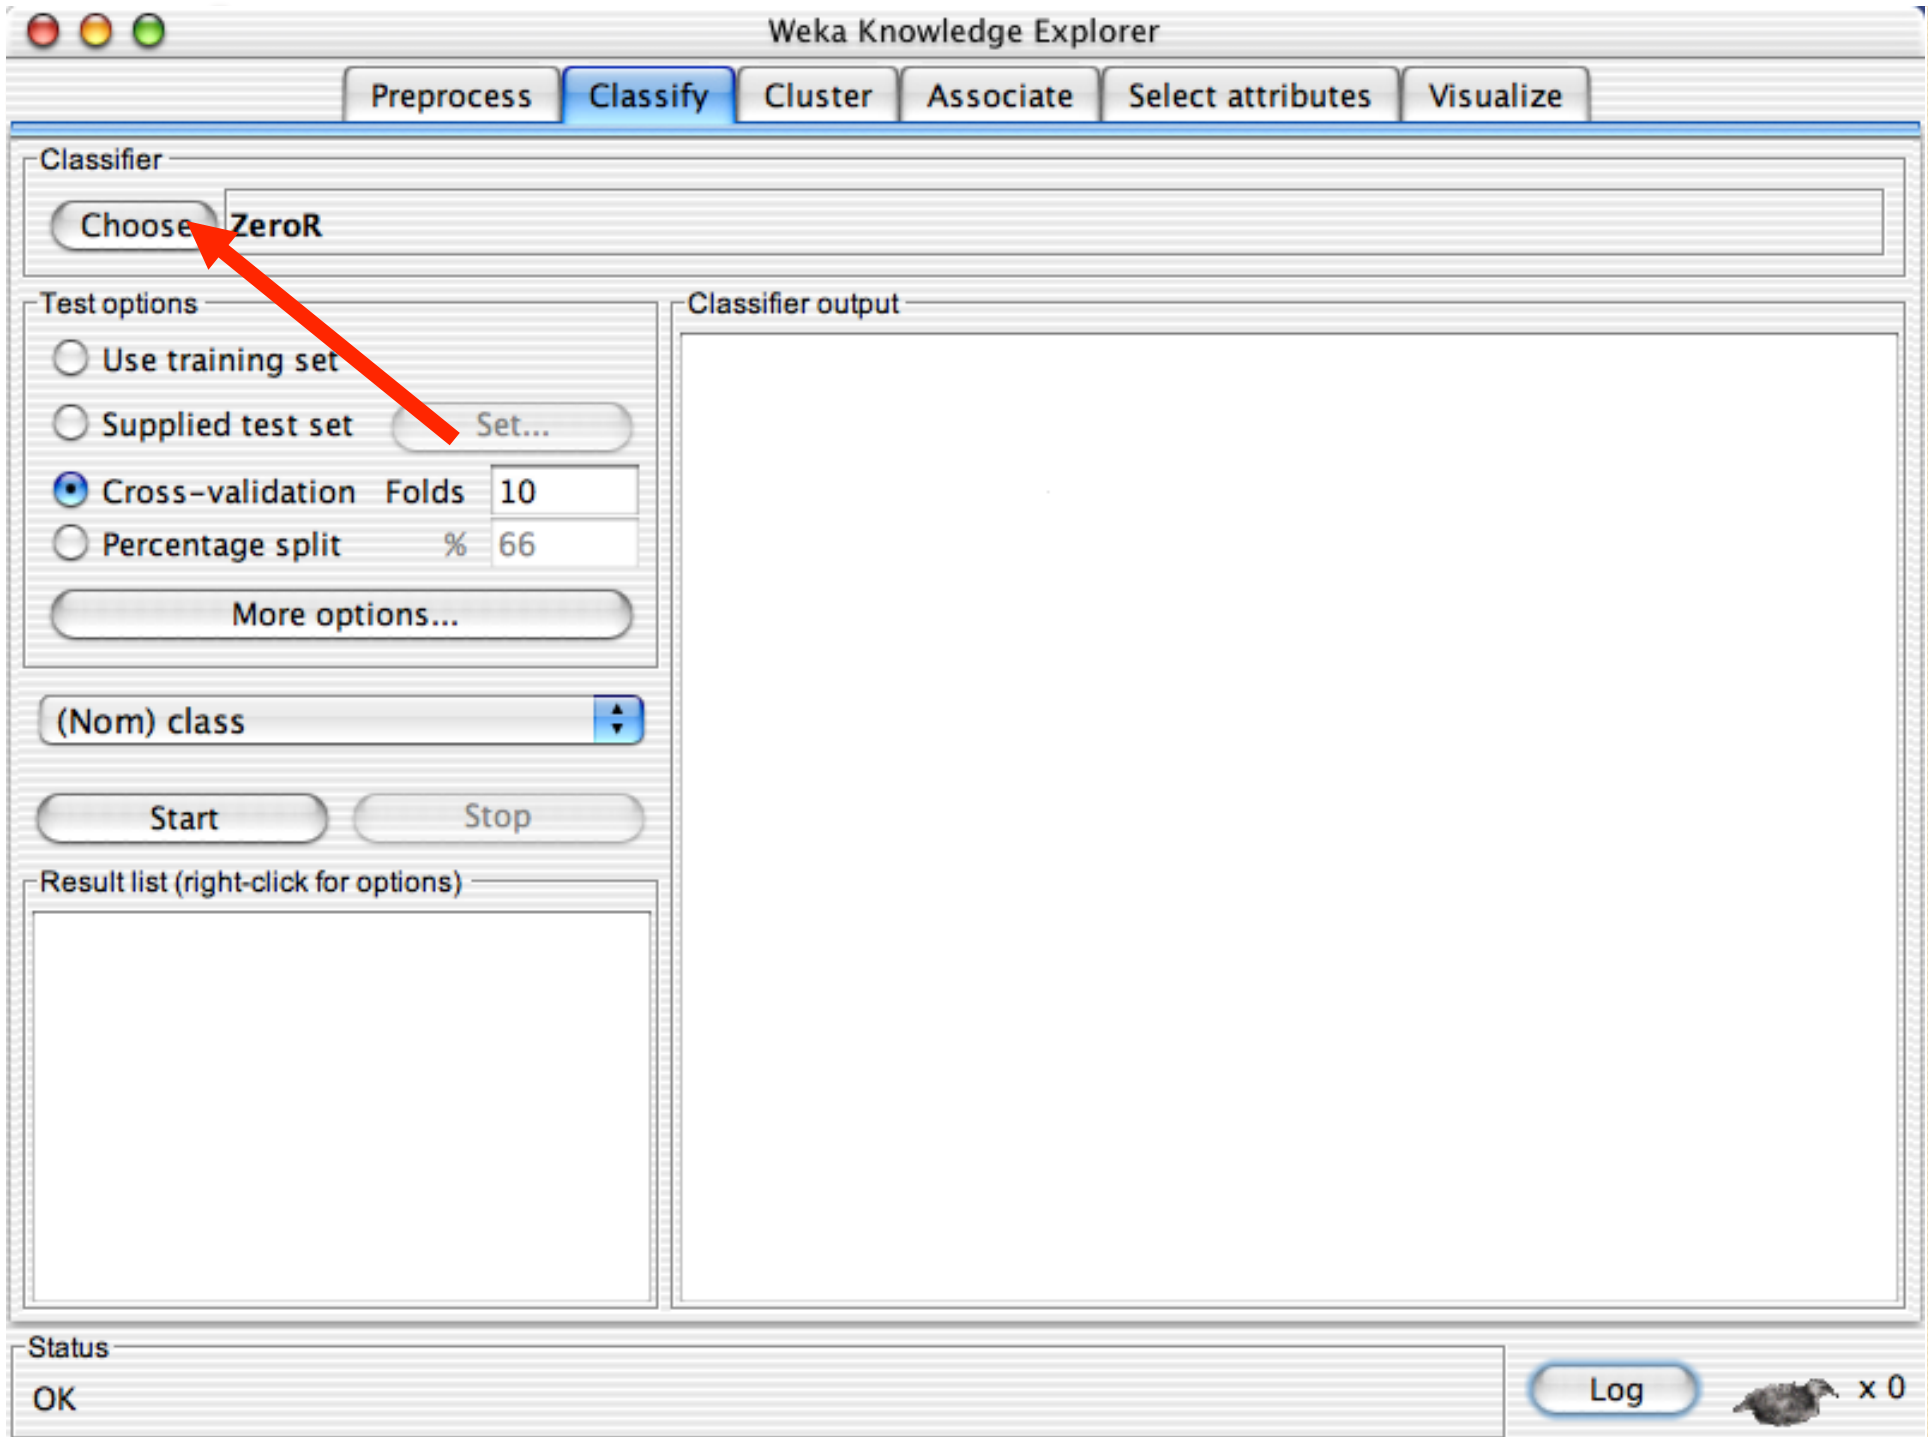 Weka Knowledge Explorer
Preprocess Classify Cluster Associate Select attributes Visualize
Classifier
Choose ZeroR
Test options
Use training set
Supplied test set Set...
Cross-validation Folds 10
Percentage split % 66
More options...
(Nom) class
Start Stop
Result list (right-click for options)
Classifier output
Status
OK
Log x 0